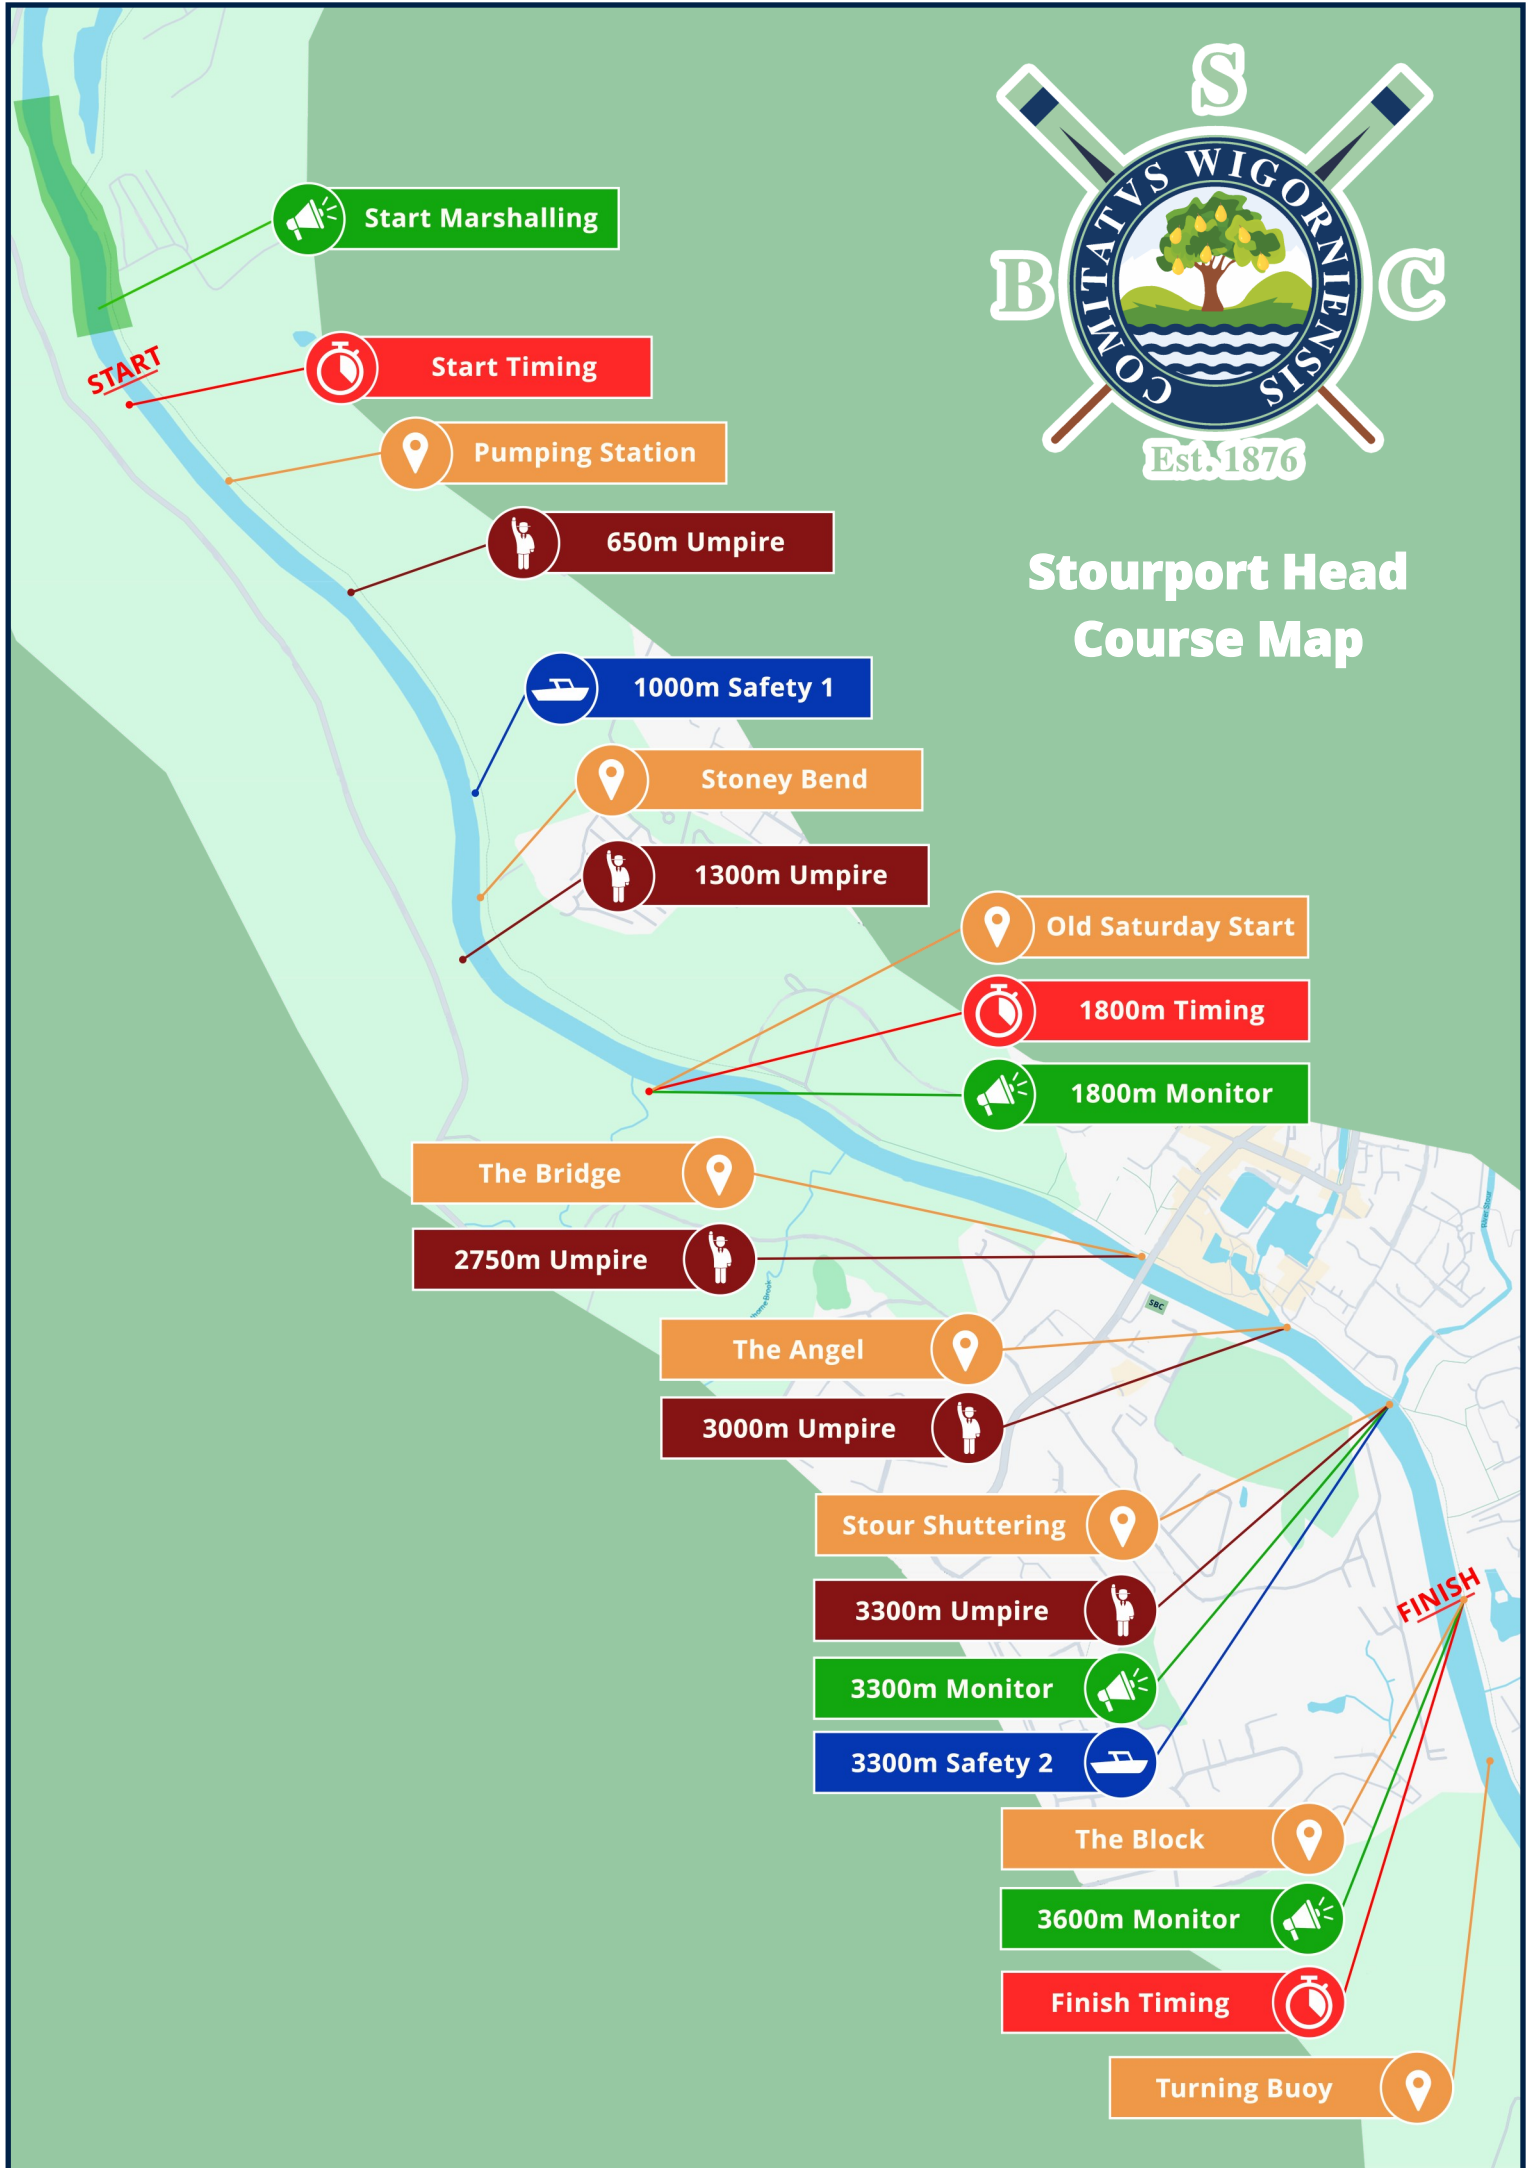 S
B
C
COMITATVS WIGORNIENSIS
Est. 1876
Stourport Head
Course Map
Start Marshalling
START
Start Timing
Pumping Station
650m Umpire
1000m Safety 1
Stoney Bend
1300m Umpire
Old Saturday Start
1800m Timing
1800m Monitor
The Bridge
2750m Umpire
SBC
The Angel
3000m Umpire
Stour Shuttering
3300m Umpire
FINISH
3300m Monitor
3300m Safety 2
The Block
3600m Monitor
Finish Timing
Turning Buoy